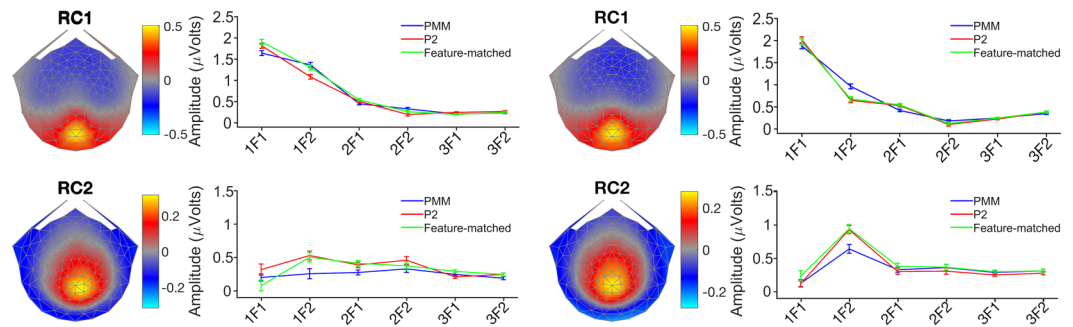 RC1
0.5
0
-0.5
Amplitude (μVolts)
2.5
2
1.5
1
0.5
0
PMM
P2
Feature-matched
1F1
1F2
2F1
2F2
3F1
3F2
RC1
0.5
0
-0.5
Amplitude (μVolts)
2.5
2
1.5
1
0.5
0
PMM
P2
Feature-matched
1F1
1F2
2F1
2F2
3F1
3F2
RC2
0.2
0
-0.2
Amplitude (μVolts)
1.5
1
0.5
0
PMM
P2
Feature-matched
1F1
1F2
2F1
2F2
3F1
3F2
RC2
0.2
0
-0.2
Amplitude (μVolts)
1.5
1
0.5
0
PMM
P2
Feature-matched
1F1
1F2
2F1
2F2
3F1
3F2